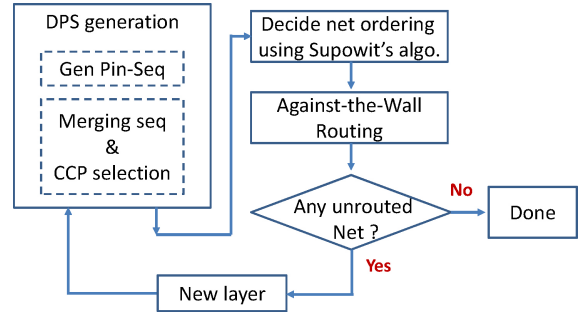 DPS generation
Gen Pin-Seq
Merging seq
&
CCP selection
Decide net ordering
using Supowit's algo.
Against-the-Wall
Routing
Any unrouted
Net ?
No
Done
Yes
New layer